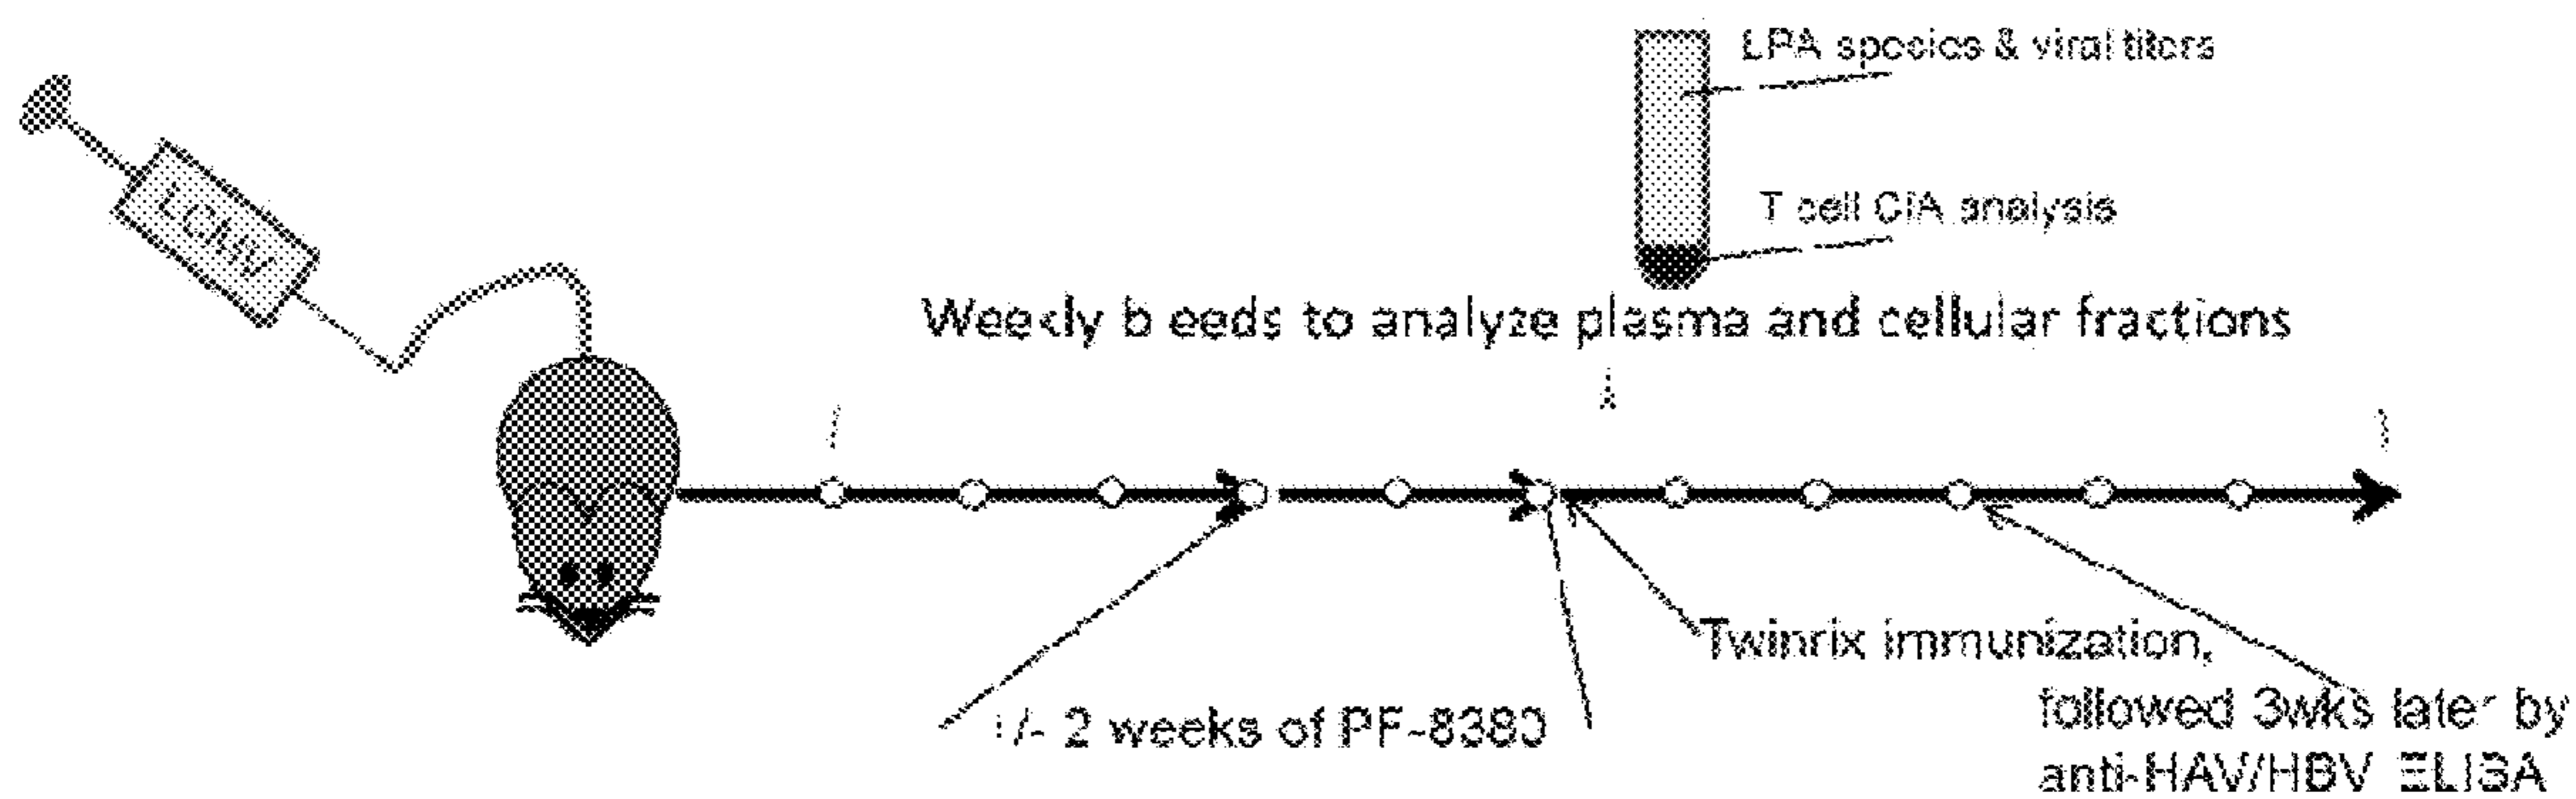 LPA species & viral titers
LCMV
T cell CIA analysis
Weekly bleeds to analyze plasma and cellular fractions
Twinrix immunization,
+/- 2 weeks of PF-8380
followed 3wks later by
anti-HAV/HBV ELISA